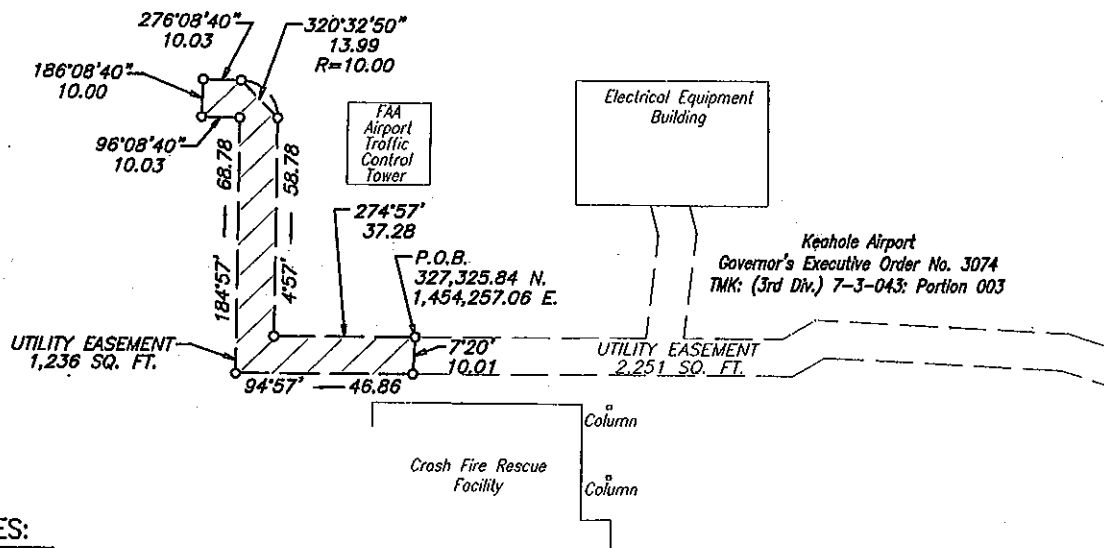 276°08'40"
10.03
320°32'50"
13.99
R=10.00
186°08'40"
10.00
96°08'40"
10.03
FAA
Airport
Traffic
Control
Tower
Electrical Equipment
Building
68.78
58.78
184°57'
4°57'
274°57'
37.28
P.O.B.
327,325.84 N.
1,454,257.06 E.
Keahole Airport
Governor's Executive Order No. 3074
TMK: (3rd Div.) 7-3-043: Portion 003
UTILITY EASEMENT
1,236 SQ. FT.
7°20'
10.01
UTILITY EASEMENT
2,251 SQ. FT.
94°57'
46.86
Column
Crash Fire Rescue
Facility
Column
ES: